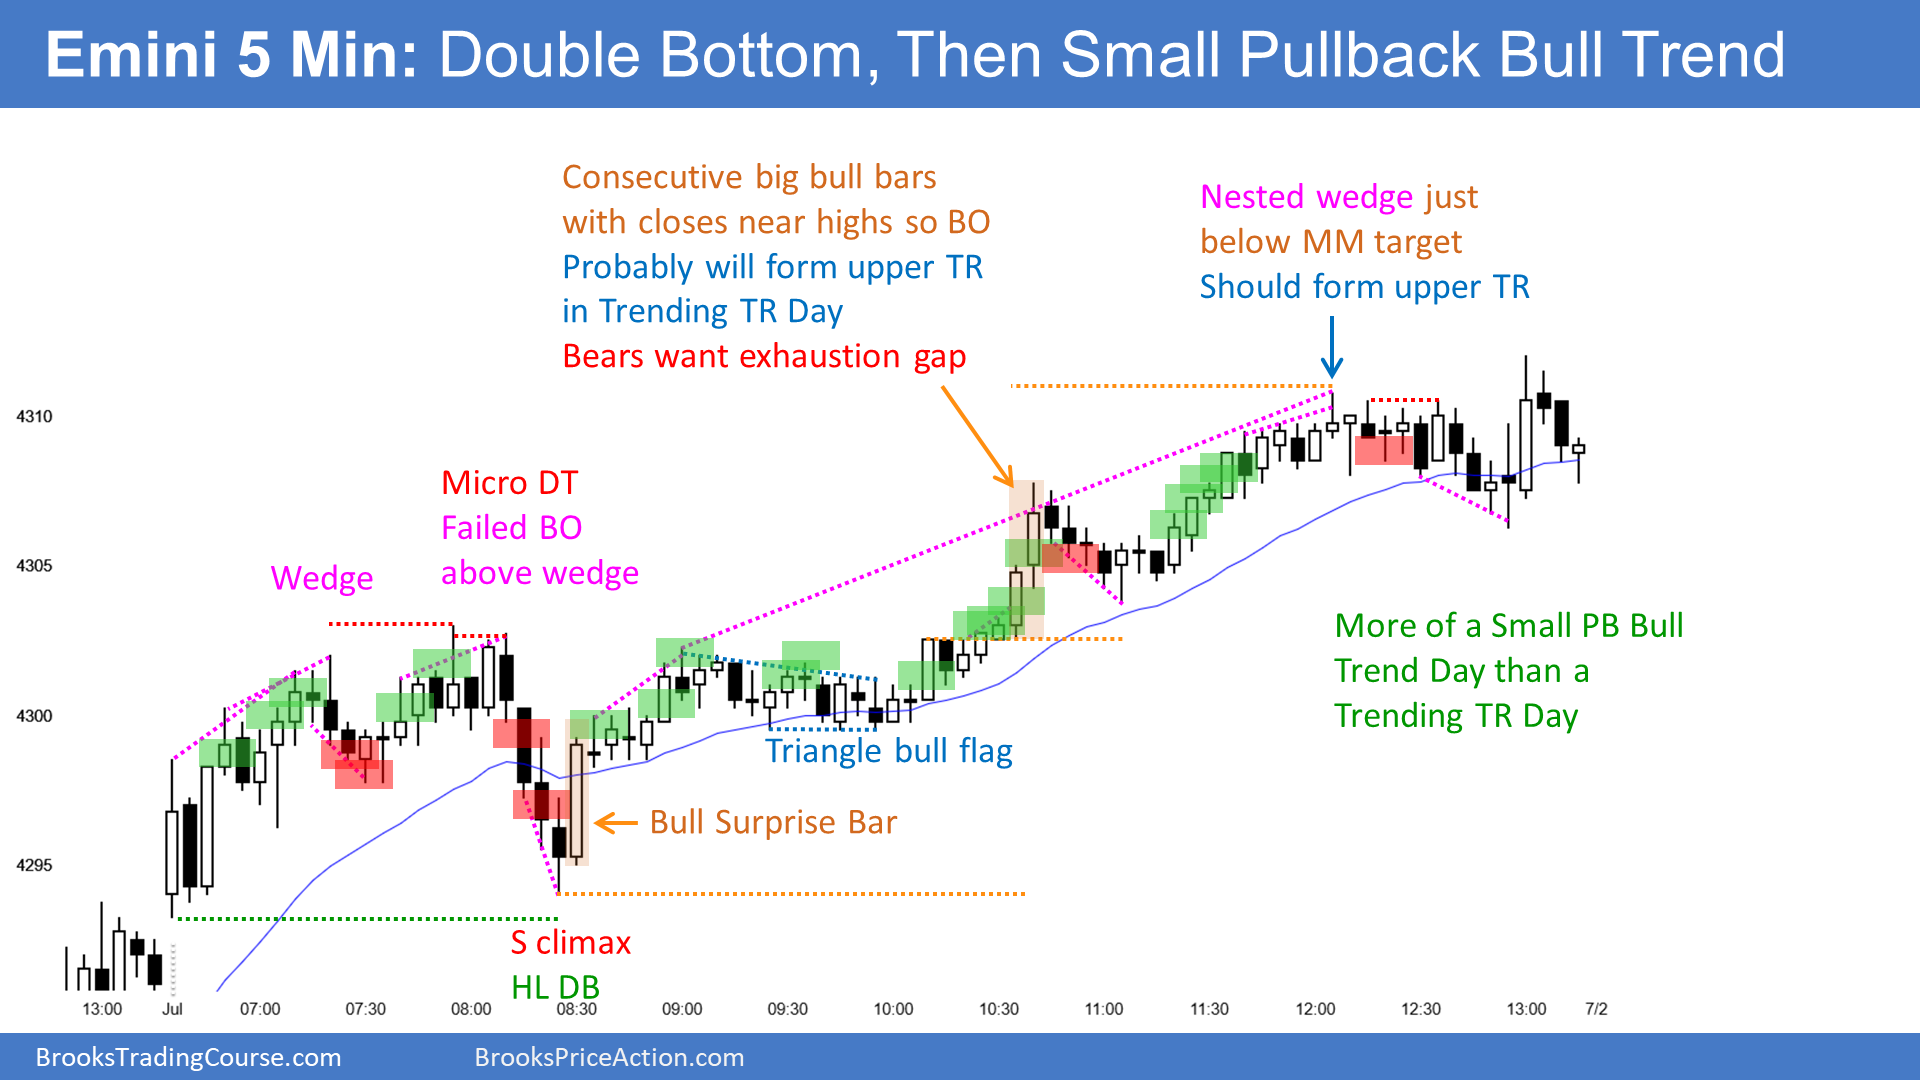 Emini 5 Min: Double Bottom, Then Small Pullback Bull Trend
Consecutive big bull bars
with closes near highs so BO
Probably will form upper TR
in Trending TR Day
Bears want exhaustion gap
Nested wedge just
below MM target
Should form upper TR
Micro DT
Failed BO
above wedge
Wedge
More of a Small PB Bull
Trend Day than a
Trending TR Day
Triangle bull flag
Bull Surprise Bar
S climax
HL DB
4310
4305
4300
4295
13:00 Jul 07:00 07:30 08:00 08:30 09:00 09:30 10:00 10:30 11:00 11:30 12:00 12:30 13:00 7/2
BrooksTradingCourse.com
BrooksPriceAction.com